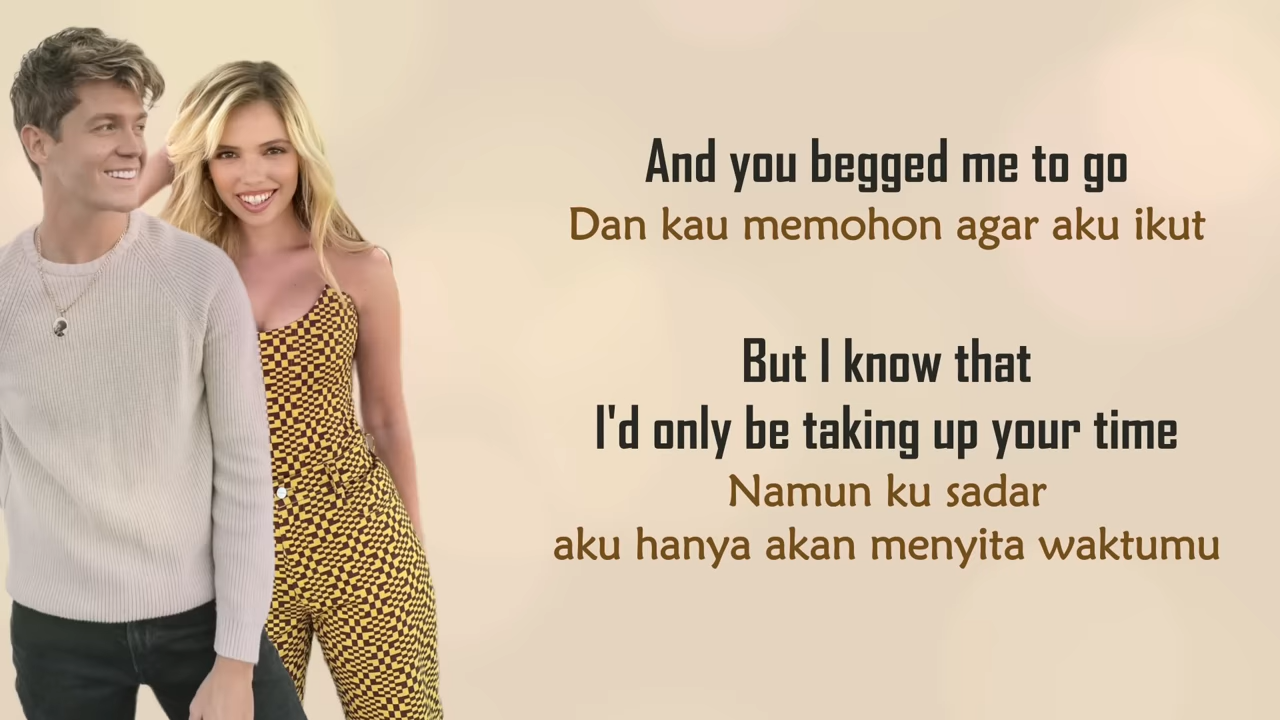 And you begged me to go
Dan kau memohon agar aku ikut
But I know that
I'd only be taking up your time
Namun ku sadar
aku hanya akan menyita waktumu